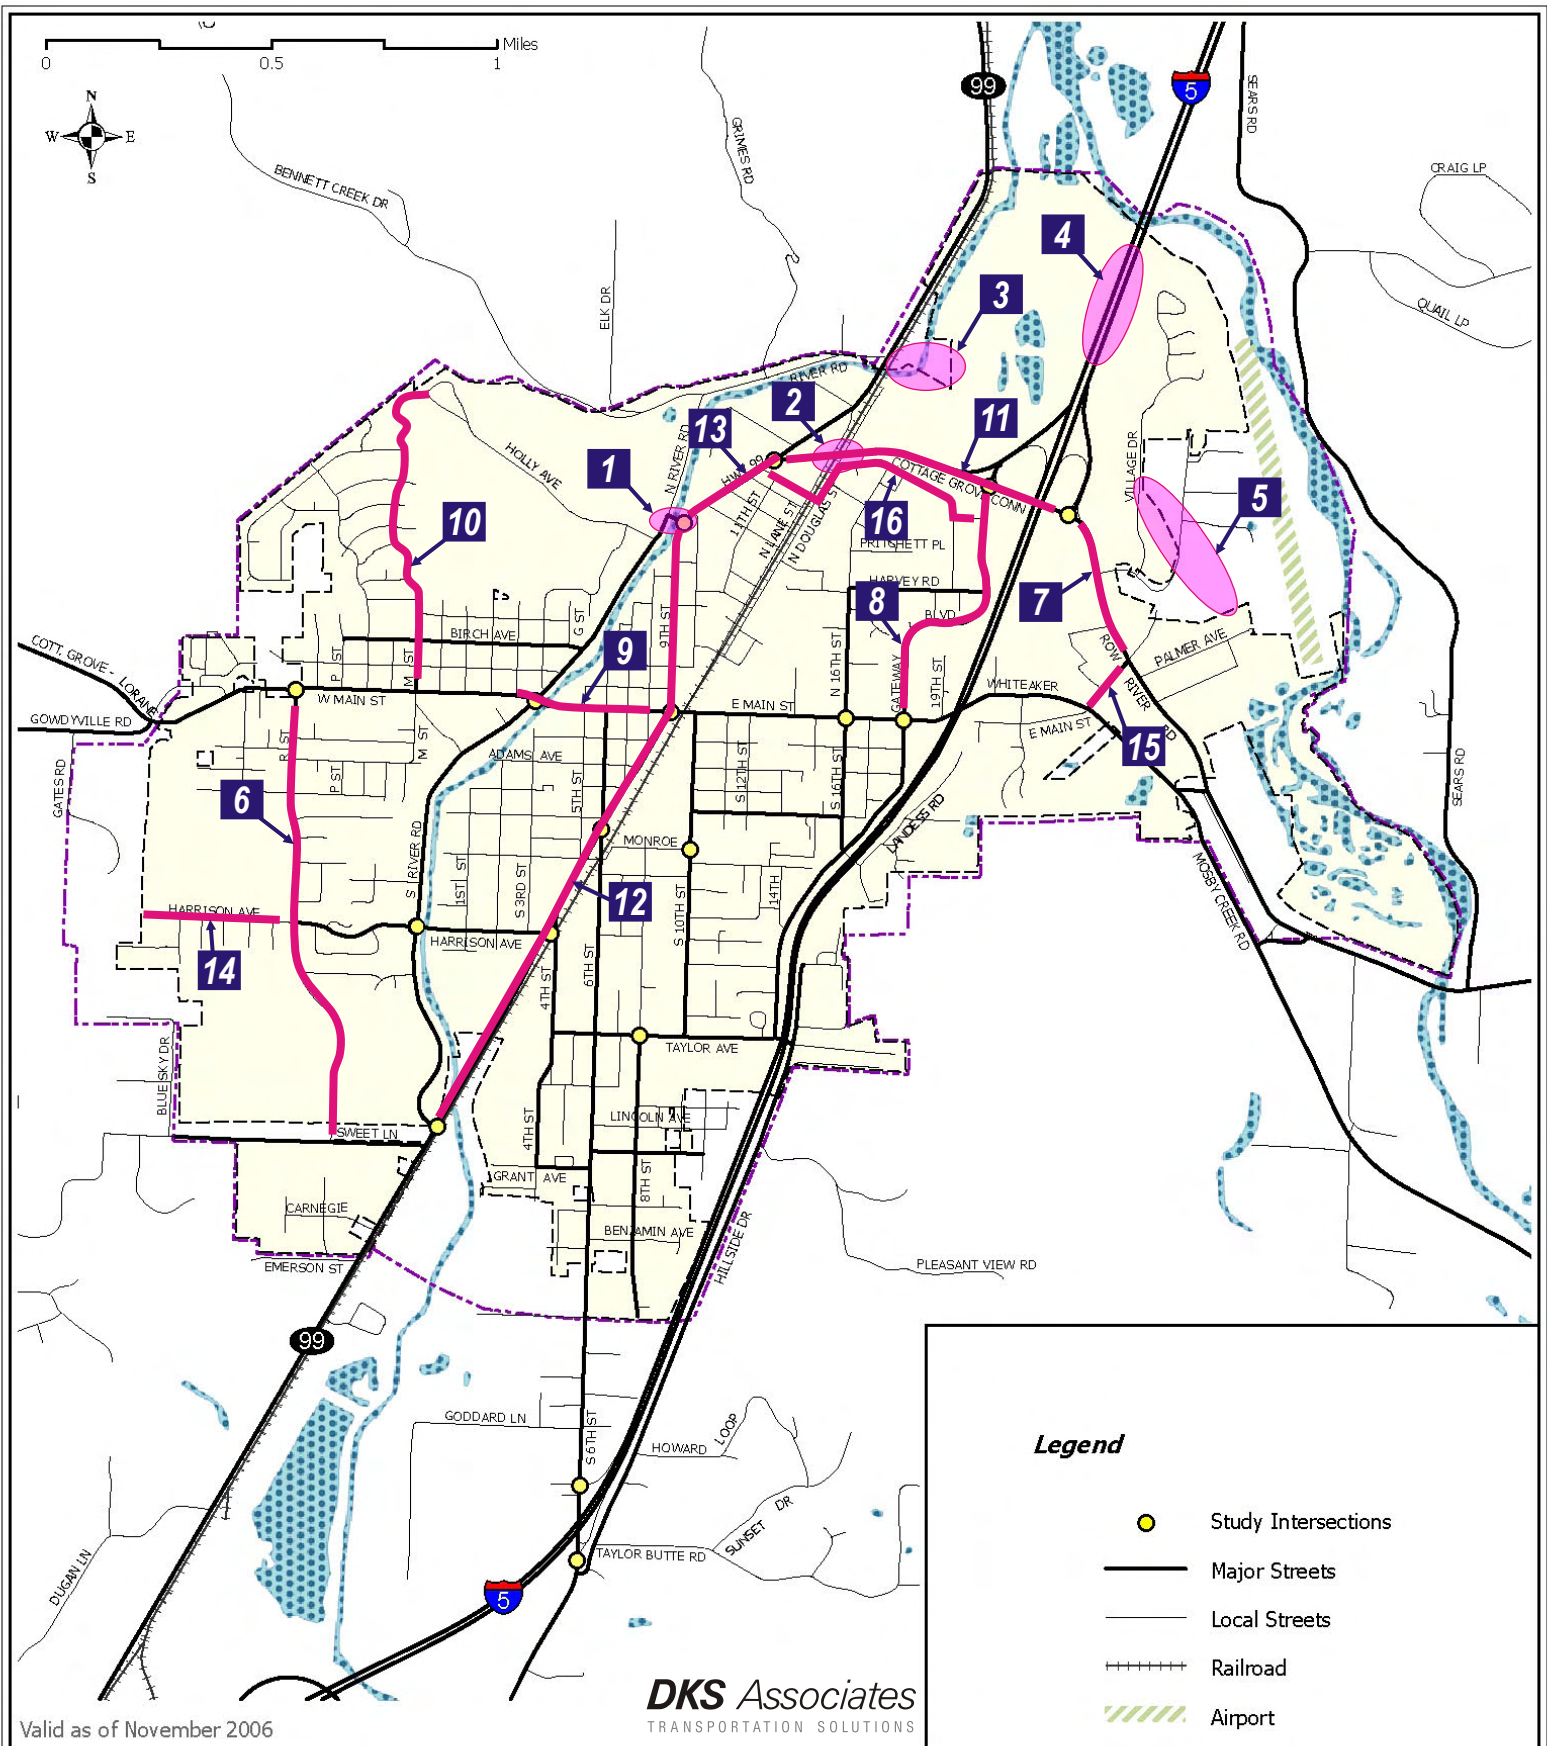 Miles
0
0.5
1
N
W
E
S
99
5
SEARS RD
GRIMES RD
CRAIG LP
BENNETT CREEK DR
4
QUAIL LP
3
ELK DR
RIVER RD
2
11
13
N RIVER RD
HWY 99
HOLLY AVE
1
COTTAGE GROVE CONN
VILLAGE DR
5
10
11TH ST
N LANE ST
N DOUGLAS ST
16
PRITCHETT PL
HARVEY RD
8
7
BLVD
G ST
9TH ST
BIRCH AVE
9
P ST
M ST
N 16TH ST
GATEWAY
19TH ST
ROW
RIVER
RD
PALMER AVE
COTT. GROVE - LORANE
WHITEAKER
W MAIN ST
E MAIN ST
GOWDYVILLE RD
E MAIN ST
15
R ST
M ST
ADAMS AVE
S 12TH ST
S 16TH ST
GATES RD
P ST
5TH ST
SEARS RD
6
LANDESS RD
S RIVER RD
MONROE
1ST ST
S 3RD ST
14TH
MOSBY CREEK RD
12
HARRISON AVE
S 10TH ST
HARRISON AVE
14
4TH ST
6TH ST
TAYLOR AVE
BLUE SKY DR
4TH ST
LINCOLN AVE
SWEET LN
GRANT AVE
8TH ST
CARNEGIE
BENJAMIN AVE
HILLSIDE DR
EMERSON ST
PLEASANT VIEW RD
99
GODDARD LN
S 6TH ST
HOWARD
LOOP
Legend
SUNSET DR
Study Intersections
TAYLOR BUTTE RD
DUGAN LN
5
Major Streets
Local Streets
Railroad
DKS Associates
TRANSPORTATION SOLUTIONS
Airport
Valid as of November 2006